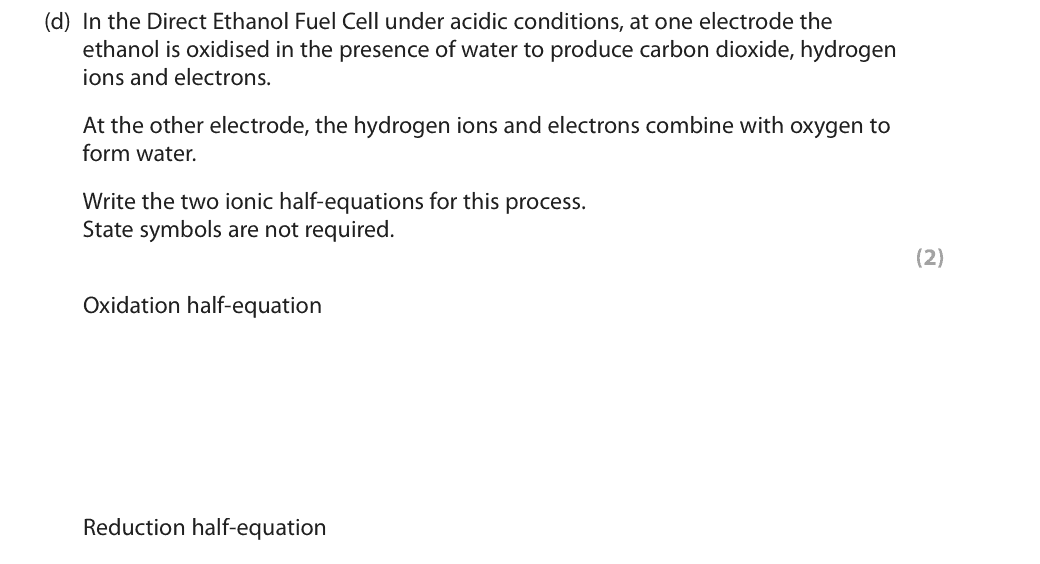 (d) In the Direct Ethanol Fuel Cell under acidic conditions, at one electrode the
ethanol is oxidised in the presence of water to produce carbon dioxide, hydrogen
ions and electrons.
At the other electrode, the hydrogen ions and electrons combine with oxygen to
form water.
Write the two ionic half-equations for this process.
State symbols are not required.
(2)
Oxidation half-equation
Reduction half-equation